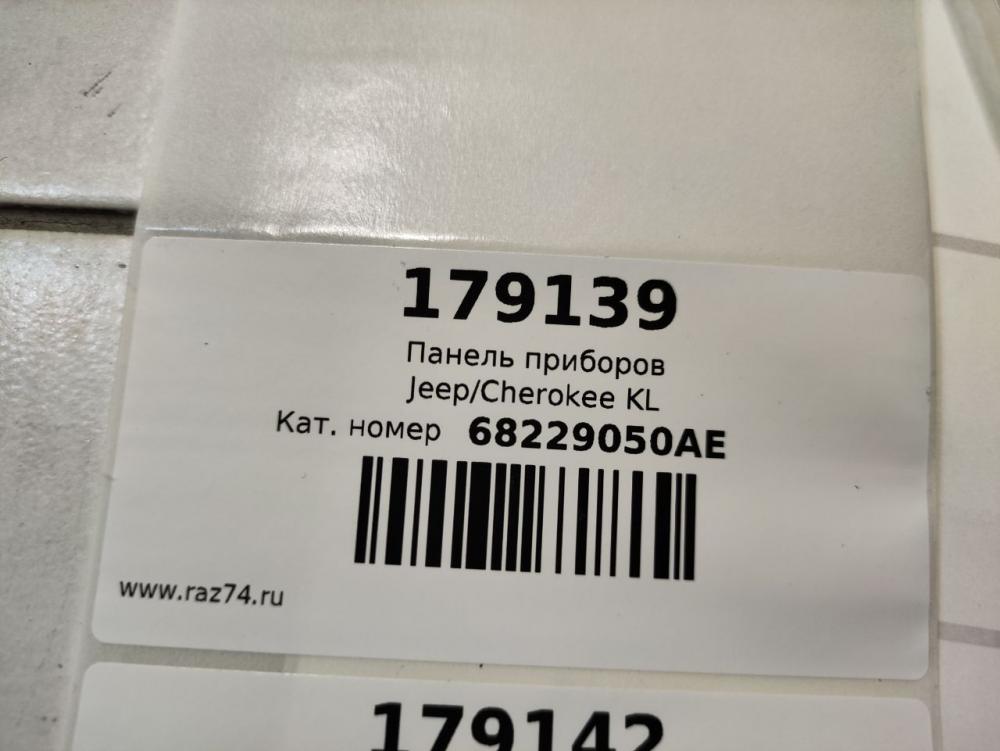 179139
Панель приборов
Jeep/Cherokee KL
Кат. номер 68229050AE
www.raz74.ru
179142